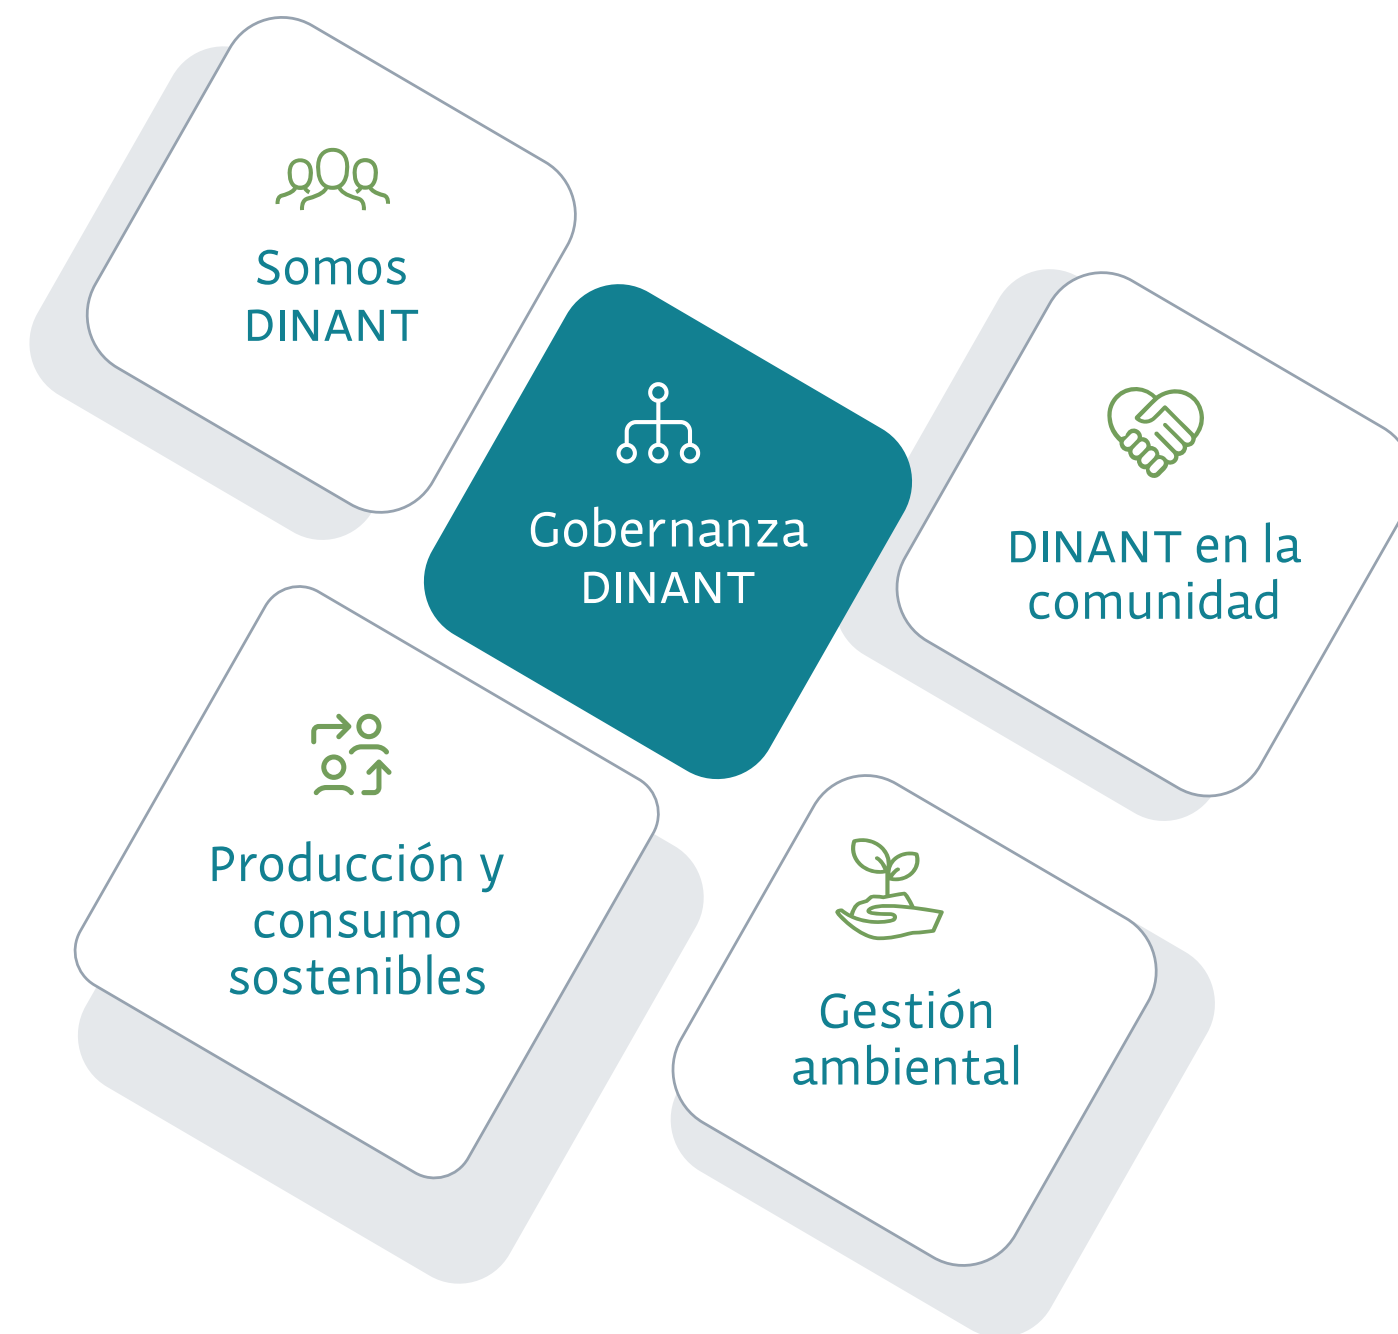 Somos
DINANT
Gobernanza
DINANT
DINANT en la
comunidad
Producción y
consumo
sostenibles
Gestión
ambiental